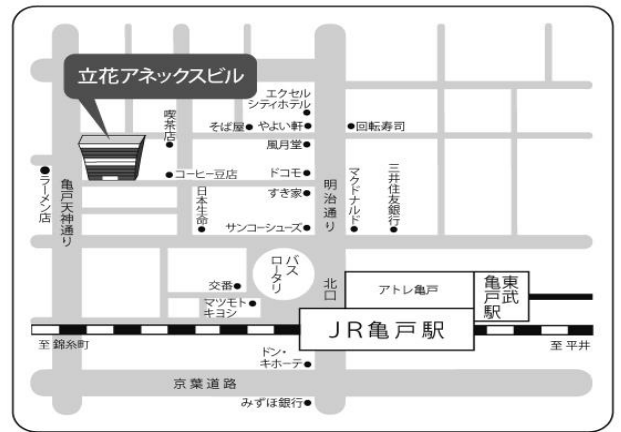 立花アネックスビル
エクセル
シティホテル
喫茶店
そば屋
やよい軒
回転寿司
風月堂
ラーメン店
コーヒー豆店
ドコモ
すき家
亀戸天神通り
日本生命
サンコーシューズ
明治通り
マクドナルド
三井住友銀行
バス
ロータリー
交番
マツモト
キヨシ
北口
アトレ亀戸
東武
亀戸駅
JR亀戸駅
至 錦糸町
至 平井
ドン・
キホーテ
京葉道路
みずほ銀行